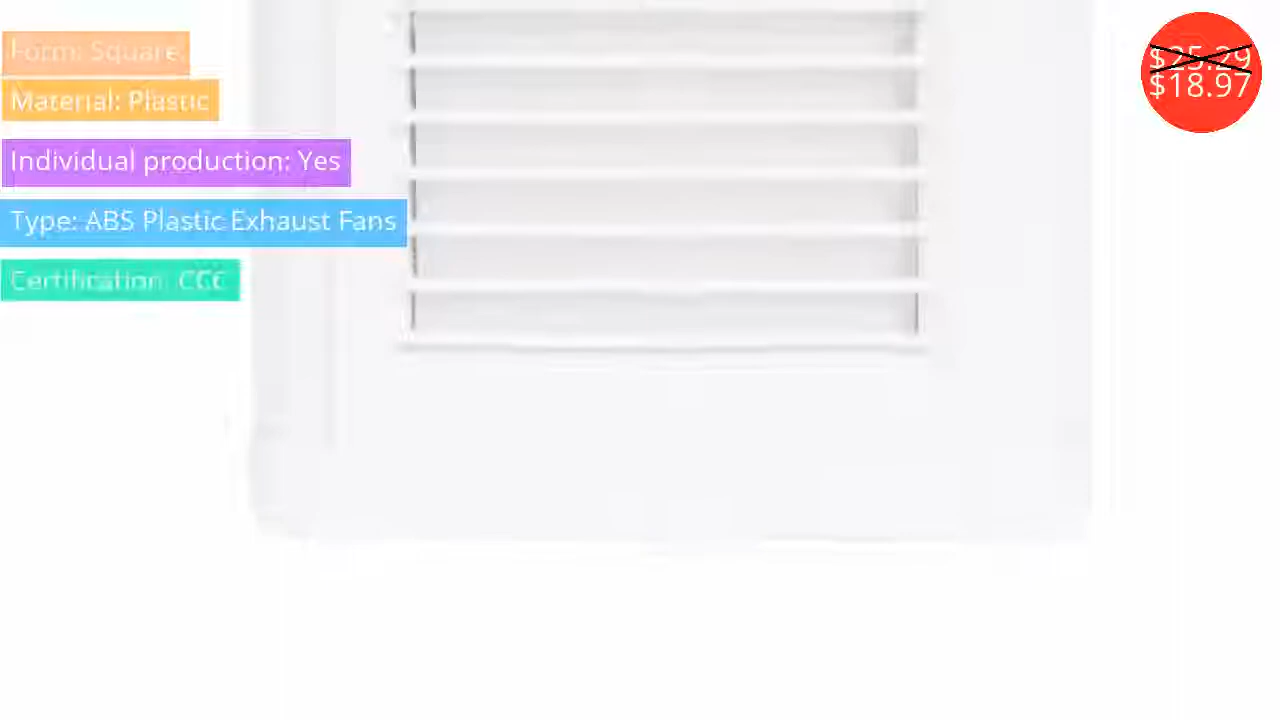 Form: Square
Material: Plastic
Individual production: Yes
Type: ABS Plastic Exhaust Fans
Certification: CCC
$25.29
$18.97